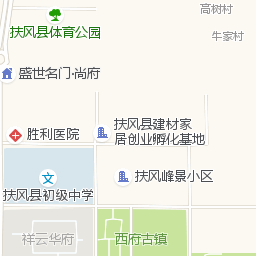 高树村
扶风县体育公园
牛家村
盛世名门·尚府
扶风县建材家
居创业孵化基地
胜利医院
扶风峰景小区
扶风县初级中学
祥云华府
西府古镇